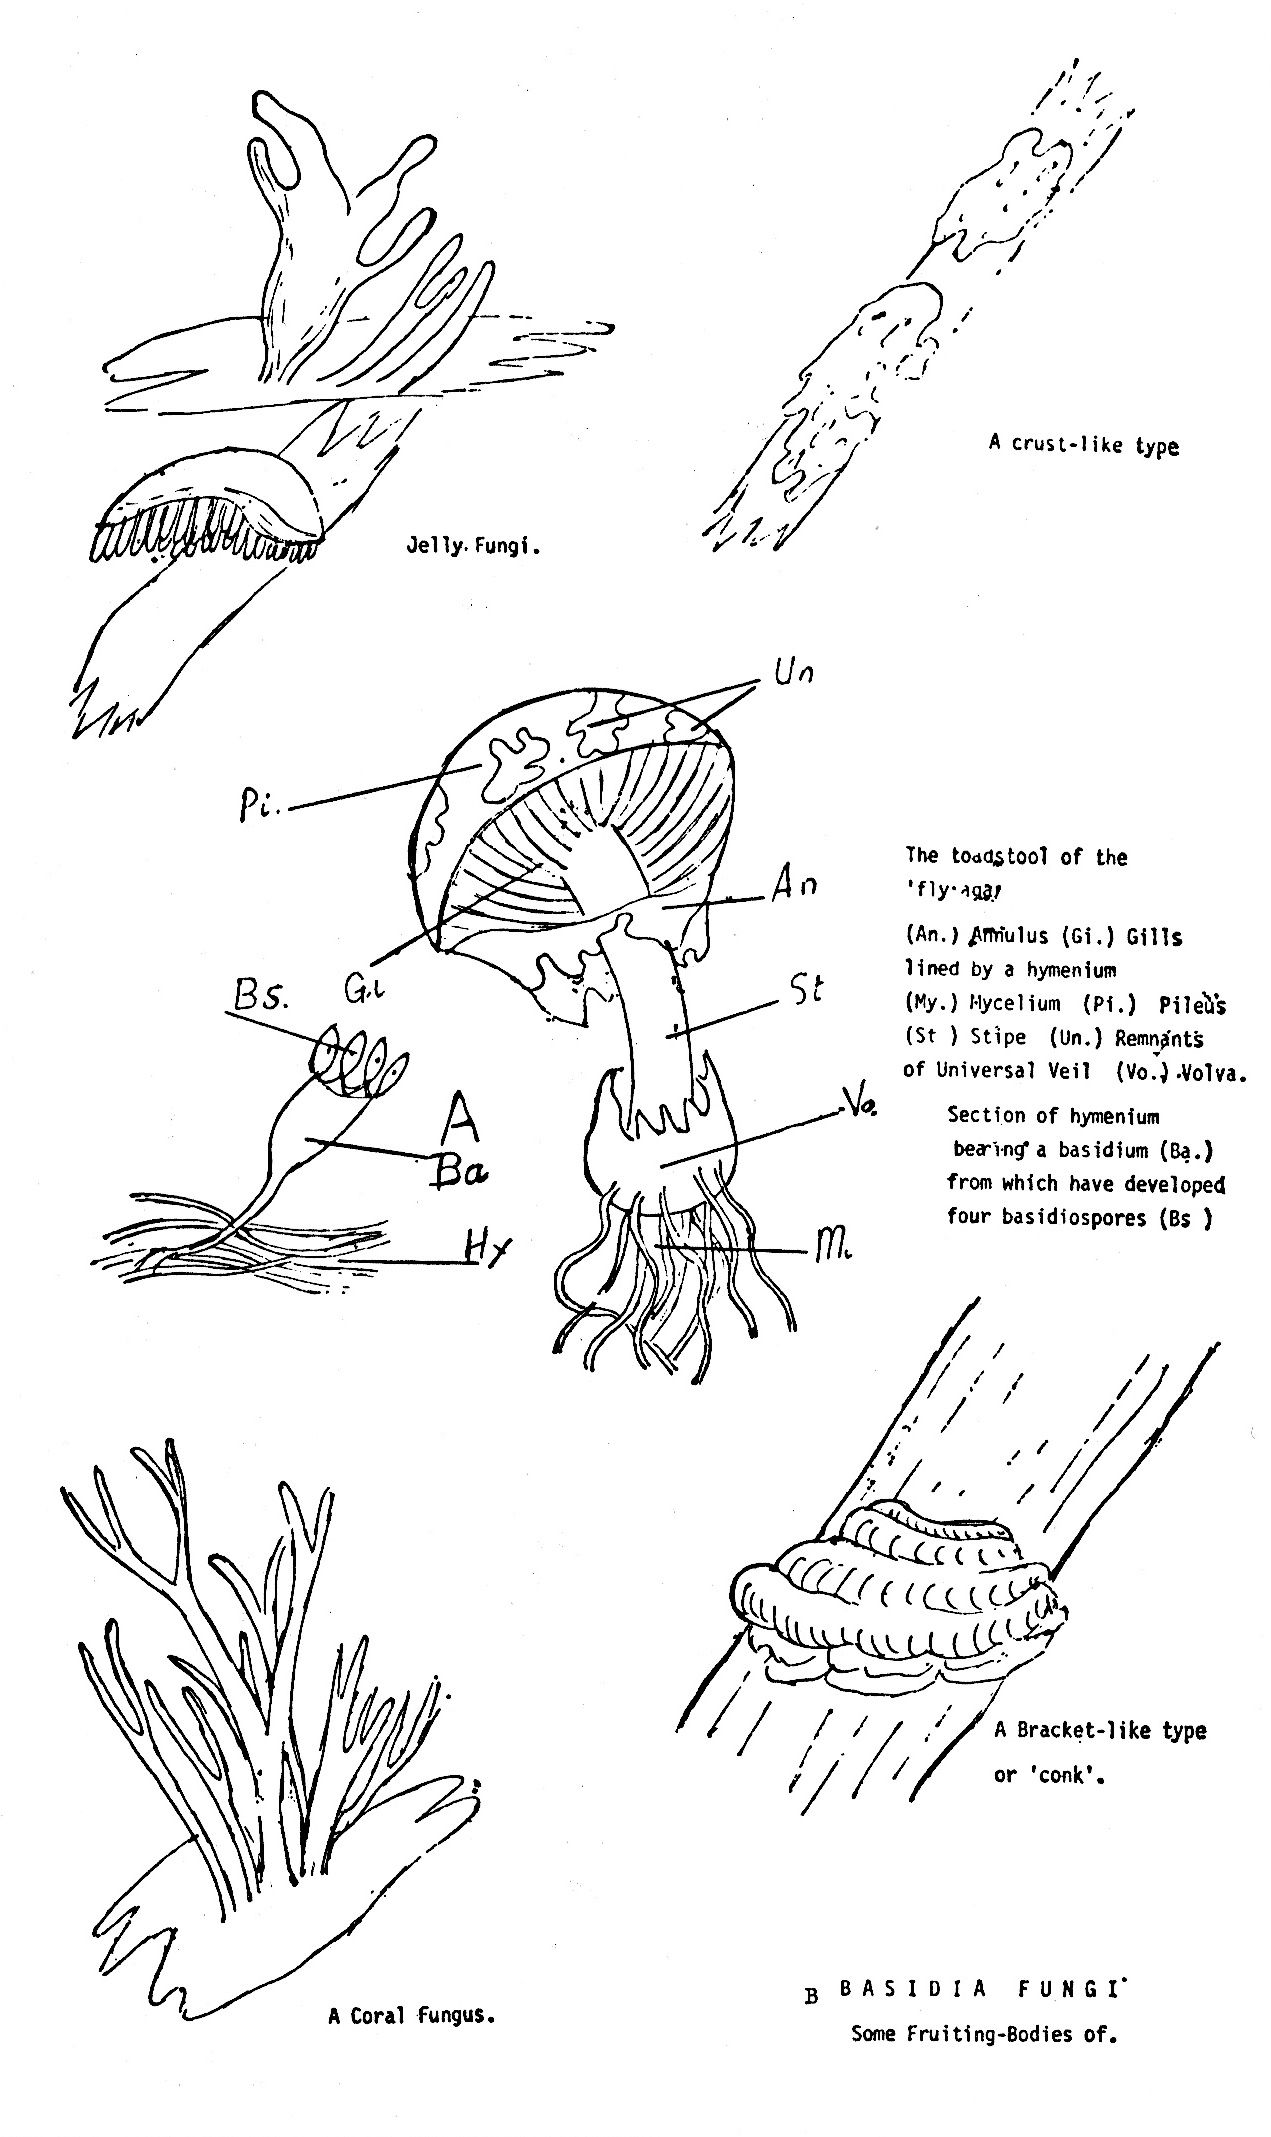 A crust-like type
Jelly Fungi.
Un
Pi.
An
The toadstool of the
'fly
(An.) Annulus (Gi.) Gills
lined by a hymenium
(My.) Mycelium (Pi.) Pileus
(St ) Stipe (Un.) Remnants
of Universal Veil (Vo.) Volva.
Gi
Bs.
St
Vo.
A
Ba
Section of hymenium
bearing a basidium (Ba.)
from which have developed
four basidiospores (Bs )
Hy
M.
A Bracket-like type
or 'conk'.
A Coral fungus.
B BASIDIA FUNGI
Some Fruiting-Bodies of.